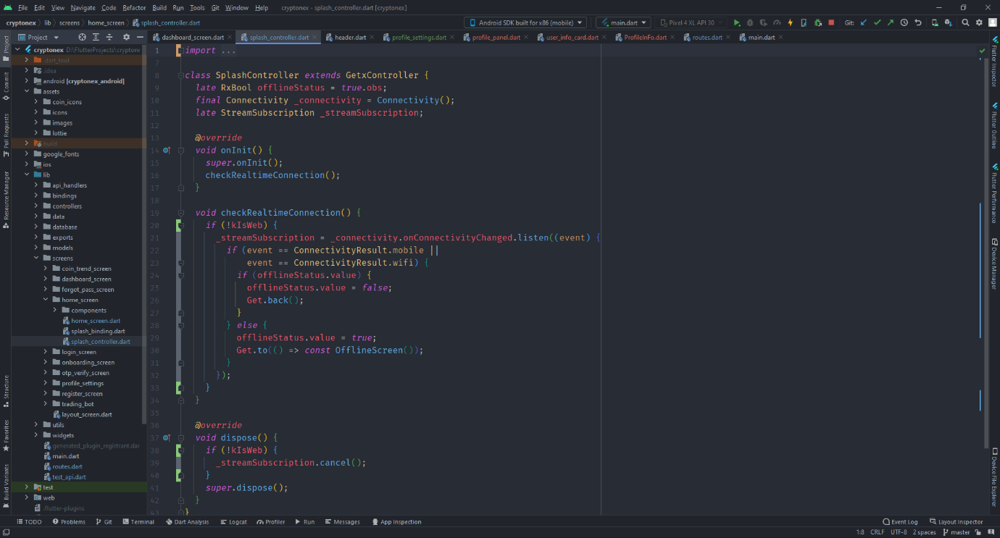 File Edit View Navigate Code Refactor Build Run Tools Git Window Help cryptonex - splash_controller.dart [cryptonex]
cryptonex lib screens home_screen splash_controller.dart Android SDK built for x86 (mobile) main.dart Pixel 4 XL API 30 Git:
Project dashboard_screen.dart splash_controller.dart header.dart profile_settings.dart profile_panel.dart user_info_card.dart ProfileInFo.dart routes.dart main.dart
Project
Commit
Pull Requests
Resource Manager
Structure
Favorites
Build Variants
cryptonex D:\FlutterProjects\cryptone
.dart_tool
.idea
android [cryptonex_android]
assets
coin_icons
icons
images
lottie
build
google_fonts
ios
lib
api_handlers
bindings
controllers
data
database
exports
models
screens
coin_trend_screen
dashboard_screen
forgot_pass_screen
home_screen
components
home_screen.dart
splash_binding.dart
splash_controller.dart
login_screen
onboarding_screen
otp_verify_screen
profile_settings
register_screen
trading_bot
layout_screen.dart
utils
widgets
generated_plugin_registrant.dar
main.dart
routes.dart
test_api.dart
test
web
.flutter-plugins
1 import ...
7
8 class SplashController extends GetxController {
9 late RxBool offlineStatus = true.obs;
10 final Connectivity _connectivity = Connectivity();
11 late StreamSubscription _streamSubscription;
12
13 @override
14 void onInit() {
15 super.onInit();
16 checkRealtimeConnection();
17 }
18
19 void checkRealtimeConnection() {
20 if (!kIsWeb) {
21 _streamSubscription = _connectivity.onConnectivityChanged.listen((event) {
22 if (event == ConnectivityResult.mobile ||
23 event == ConnectivityResult.wifi) {
24 if (offlineStatus.value) {
25 offlineStatus.value = false;
26 Get.back();
27 }
28 } else {
29 offlineStatus.value = true;
30 Get.to(() => const OfflineScreen());
31 }
32 });
33 }
34 }
35
36 @override
37 void dispose() {
38 if (!kIsWeb) {
39 _streamSubscription.cancel();
40 }
41 super.dispose();
42 }
43 }
Flutter Inspector
Flutter Outline
Flutter Performance
Device Manager
Device File Explorer
TODO Problems Git Terminal Dart Analysis Logcat Profiler Run Messages App Inspection Event Log Layout Inspector
1:8 CRLF UTF-8 2 spaces master